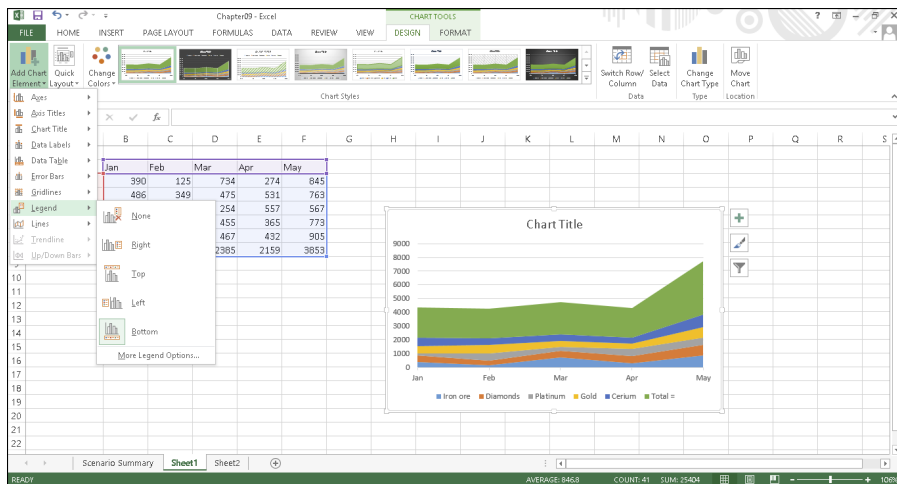 Chapter09 - Excel
CHART TOOLS
?
FILE HOME INSERT PAGE LAYOUT FORMULAS DATA REVIEW VIEW DESIGN FORMAT
Add Chart Element
Quick Layout
Change Colors
Switch Row/ Column
Select Data
Change Chart Type
Move Chart
Chart Styles
Data
Type
Location
Axes
Axis Titles
Chart Title
Data Labels
Data Table
Error Bars
Gridlines
Legend
Lines
Trendline
Up/Down Bars
None
Right
Top
Left
Bottom
More Legend Options...
fx
B C D E F G H I J K L M N O P Q R S
Jan Feb Mar Apr May
390 125 734 274 845
486 349 475 531 763
254 557 567
455 365 773
467 432 905
2385 2159 3853
10
11
12
13
14
15
16
17
18
19
20
21
22
Chart Title
9000
8000
7000
6000
5000
4000
3000
2000
1000
0
Jan Feb Mar Apr May
Iron ore Diamonds Platinum Gold Cerium Total =
Scenario Summary Sheet1 Sheet2
READY AVERAGE: 846.8 COUNT: 41 SUM: 25404 106%